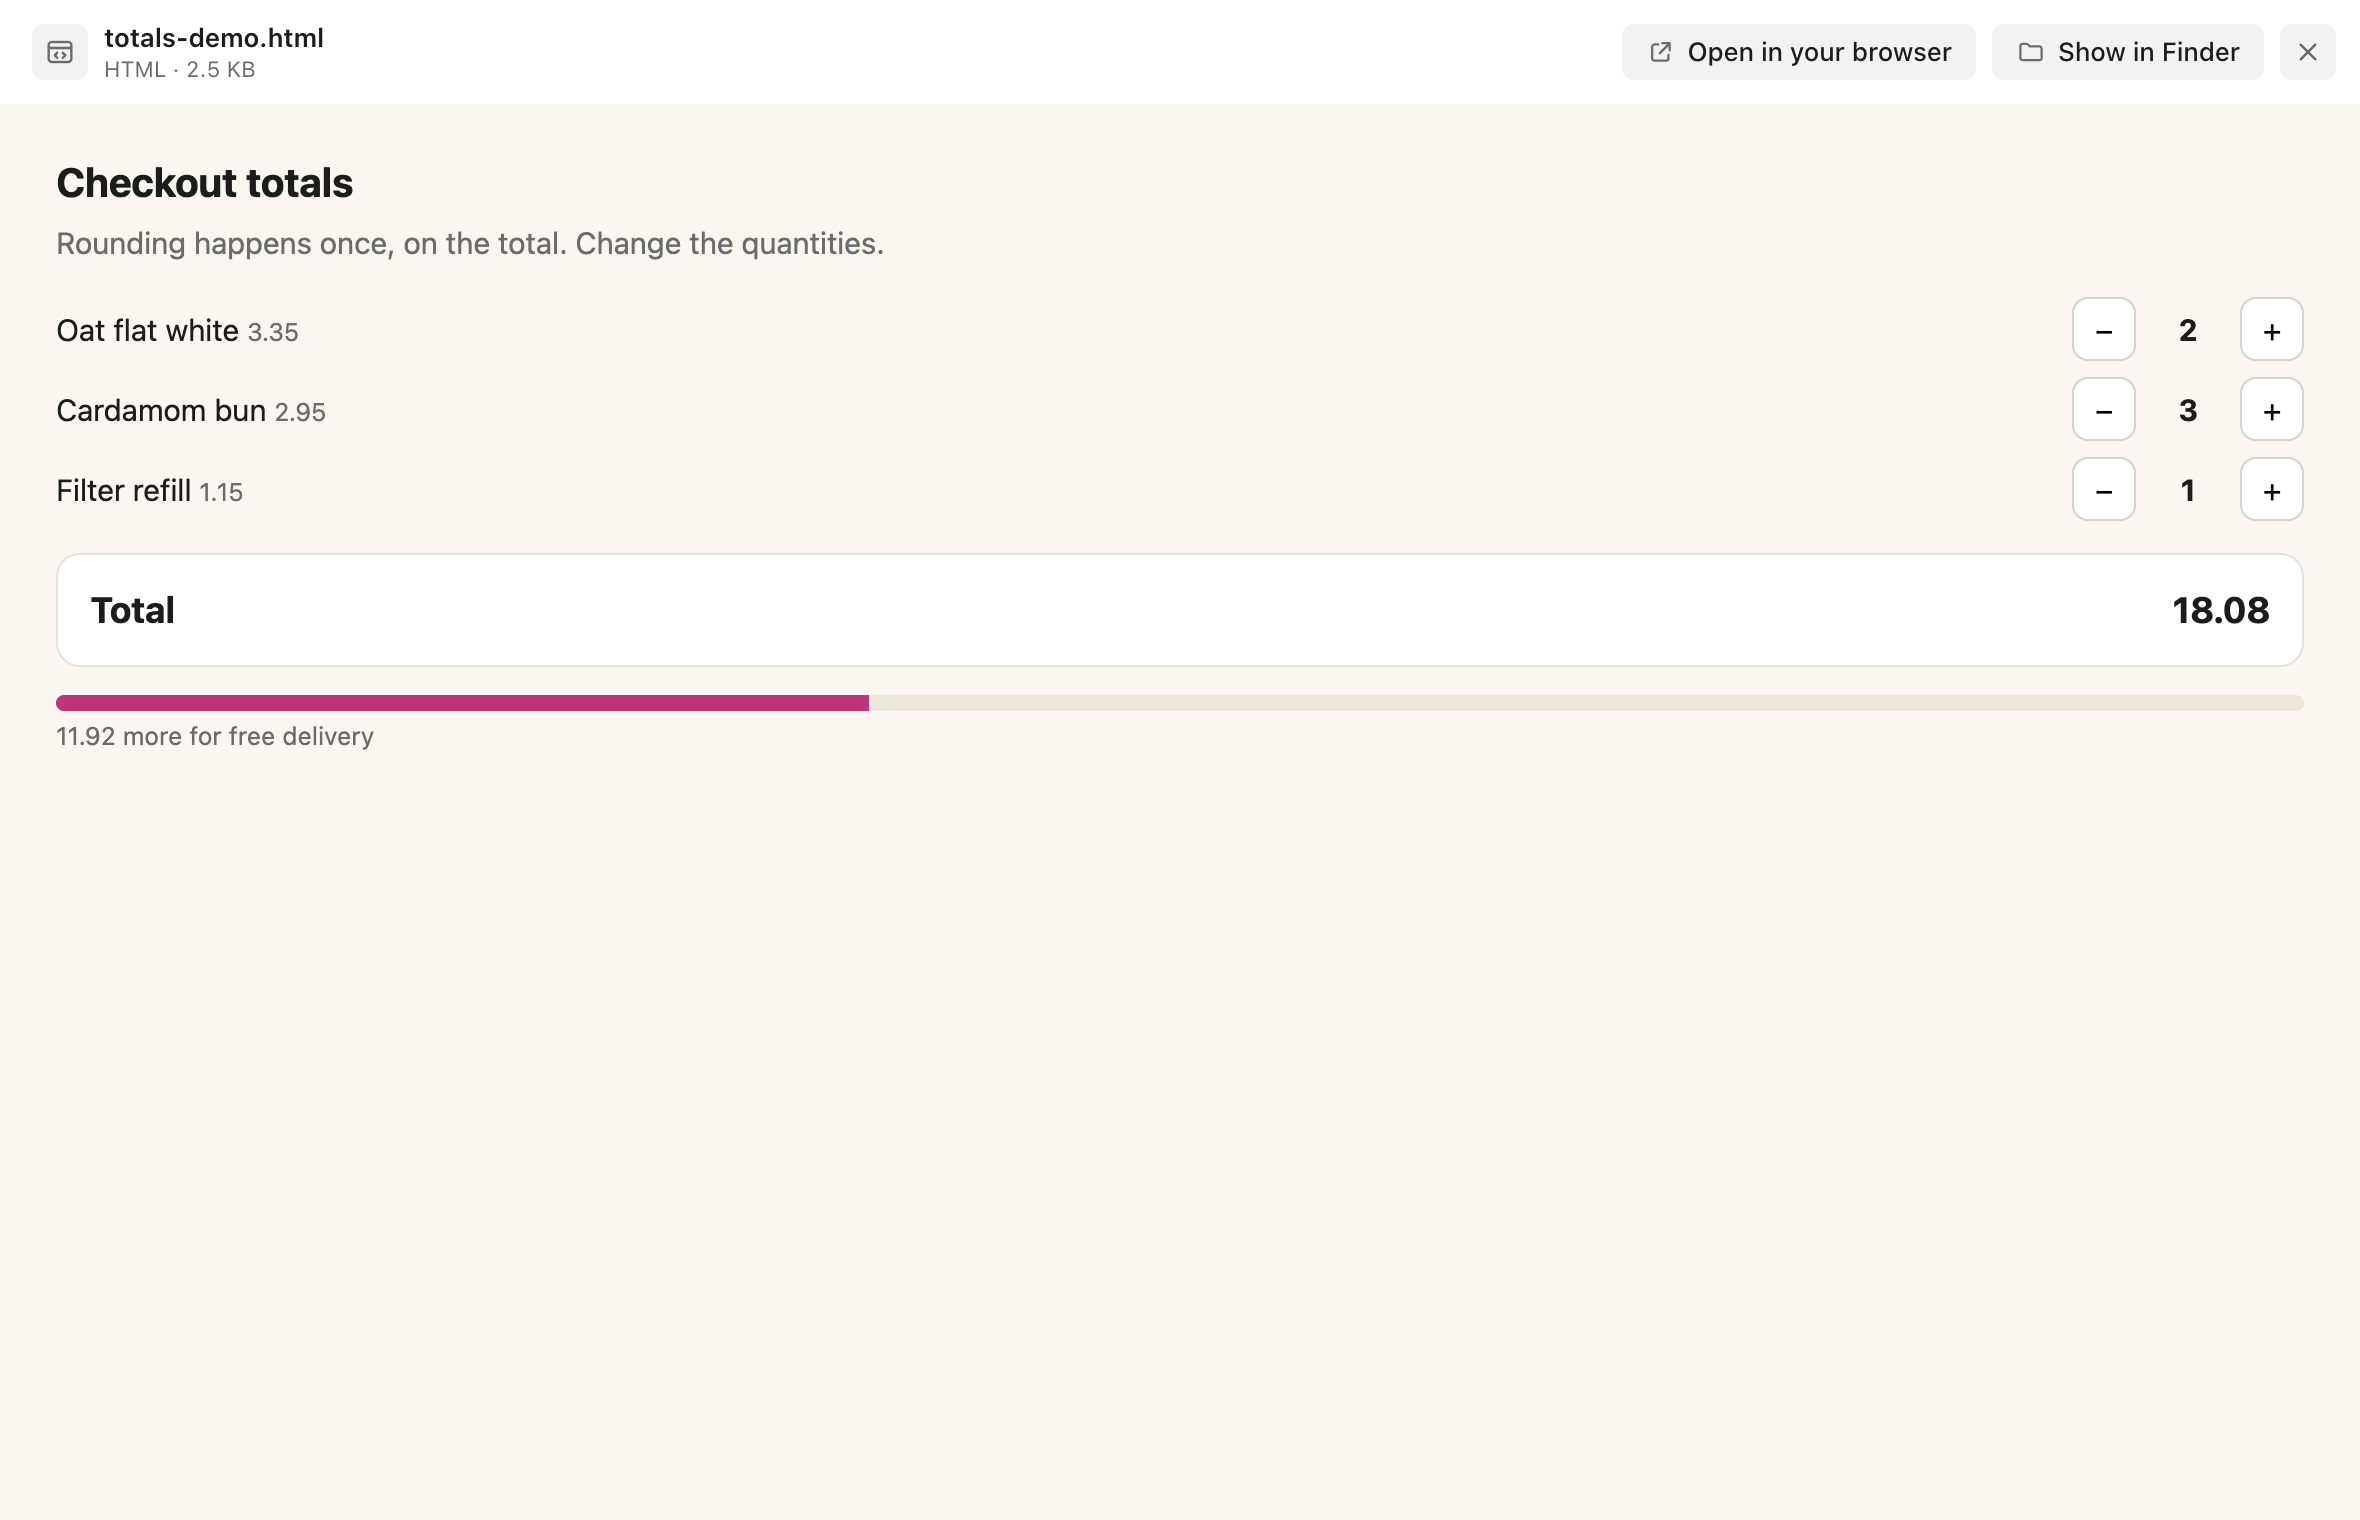 totals-demo.html
HTML · 2.5 KB
Open in your browser
Show in Finder
Checkout totals
Rounding happens once, on the total. Change the quantities.
Oat flat white 3.35 − 2 +
Cardamom bun 2.95 − 3 +
Filter refill 1.15 − 1 +
Total 18.08
11.92 more for free delivery